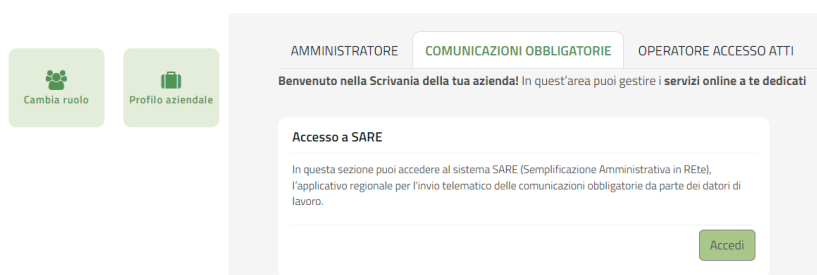 Cambia ruolo
Profilo aziendale
AMMINISTRATORE COMUNICAZIONI OBBLIGATORIE OPERATORE ACCESSO ATTI
Benvenuto nella Scrivania della tua azienda! In quest'area puoi gestire i servizi online a te dedicati
Accesso a SARE
In questa sezione puoi accedere al sistema SARE (Semplificazione Amministrativa in REte),
l'applicativo regionale per l'invio telematico delle comunicazioni obbligatorie da parte dei datori di
lavoro.
Accedi